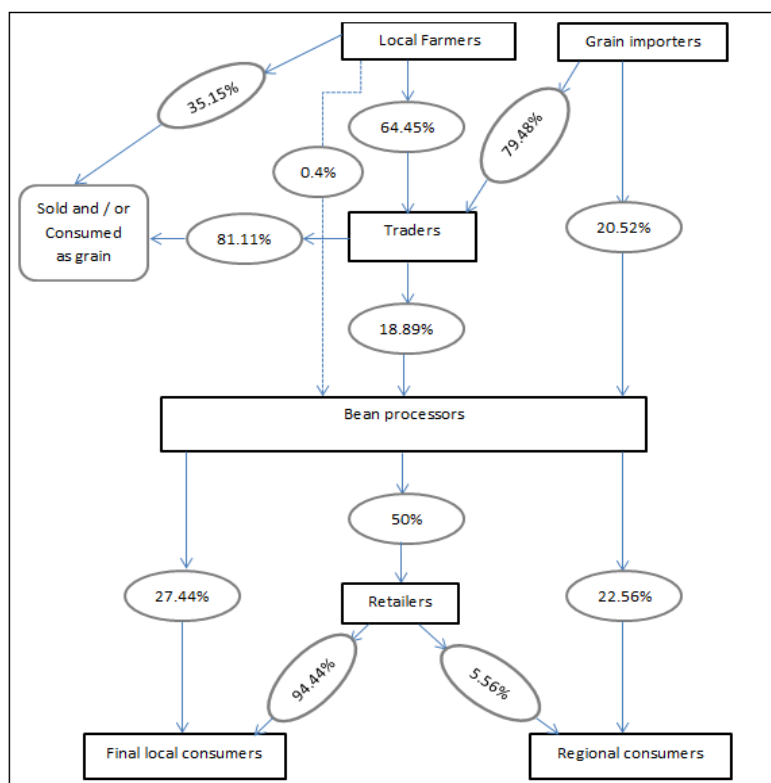 Local Farmers
Grain importers
35.15%
64.45%
79.48%
0.4%
Sold and / or
Consumed
as grain
81.11%
Traders
20.52%
18.89%
Bean processors
50%
27.44%
Retailers
22.56%
94.44%
5.56%
Final local consumers
Regional consumers